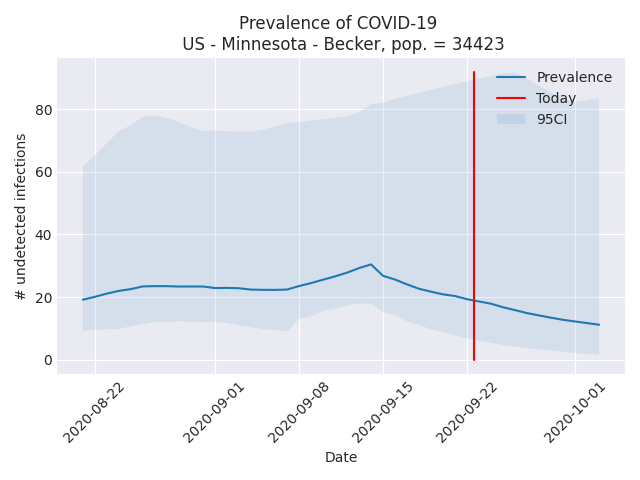 Prevalence of COVID-19
US - Minnesota - Becker, pop. = 34423
# undetected infections
80
60
40
20
0
Prevalence
Today
95CI
2020-08-22
2020-09-01
2020-09-08
2020-09-15
2020-09-22
2020-10-01
Date